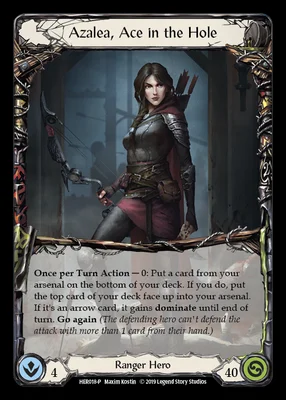 Azalea, Ace in the Hole
Once per Turn Action — 0: Put a card from your
arsenal on the bottom of your deck. If you do, put
the top card of your deck face up into your arsenal.
If it's an arrow card, it gains dominate until end of
turn. Go again (The defending hero can't defend the
attack with more than 1 card from their hand.)
4
Ranger Hero
40
HER018-P Maxim Kostin © 2019 Legend Story Studios